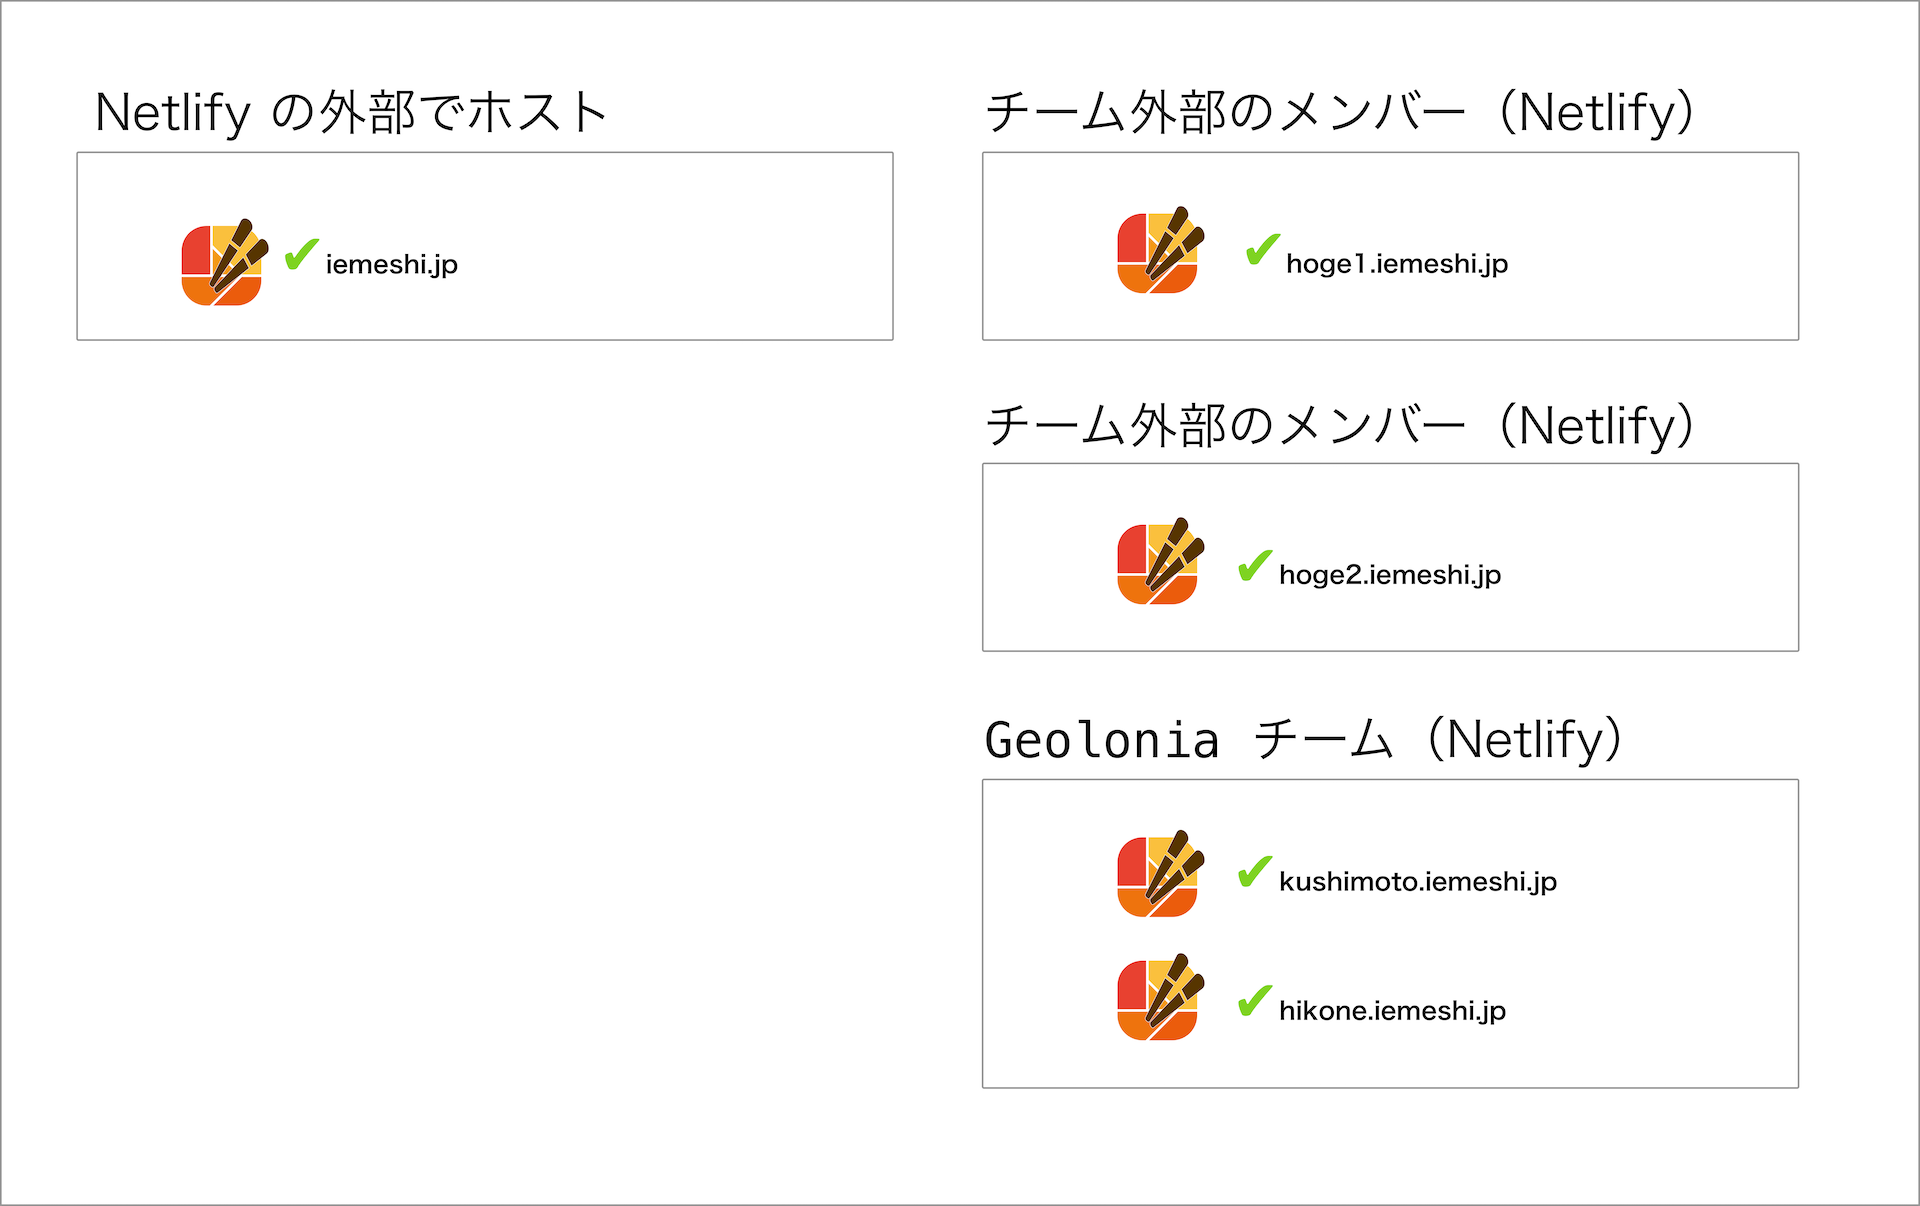 Netlify の外部でホスト
✔iemeshi.jp
チーム外部のメンバー（Netlify）
✔hoge1.iemeshi.jp
チーム外部のメンバー（Netlify）
✔hoge2.iemeshi.jp
Geolonia チーム（Netlify）
✔kushimoto.iemeshi.jp
✔hikone.iemeshi.jp